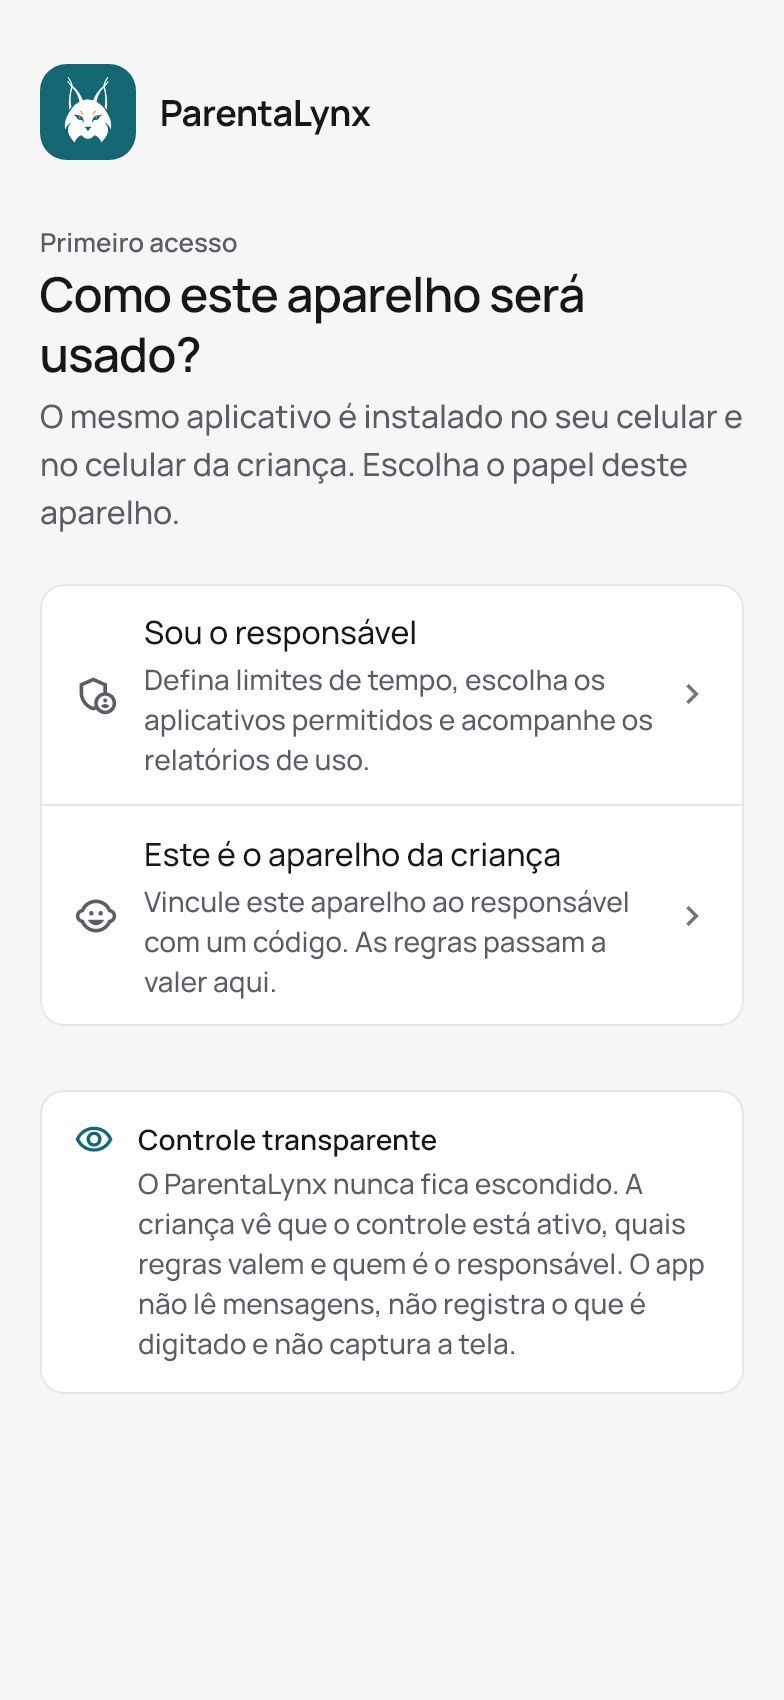 ParentaLynx
Primeiro acesso
Como este aparelho será
usado?
O mesmo aplicativo é instalado no seu celular e
no celular da criança. Escolha o papel deste
aparelho.
Sou o responsável
Defina limites de tempo, escolha os
aplicativos permitidos e acompanhe os
relatórios de uso.
Este é o aparelho da criança
Vincule este aparelho ao responsável
com um código. As regras passam a
valer aqui.
Controle transparente
O ParentaLynx nunca fica escondido. A
criança vê que o controle está ativo, quais
regras valem e quem é o responsável. O app
não lê mensagens, não registra o que é
digitado e não captura a tela.